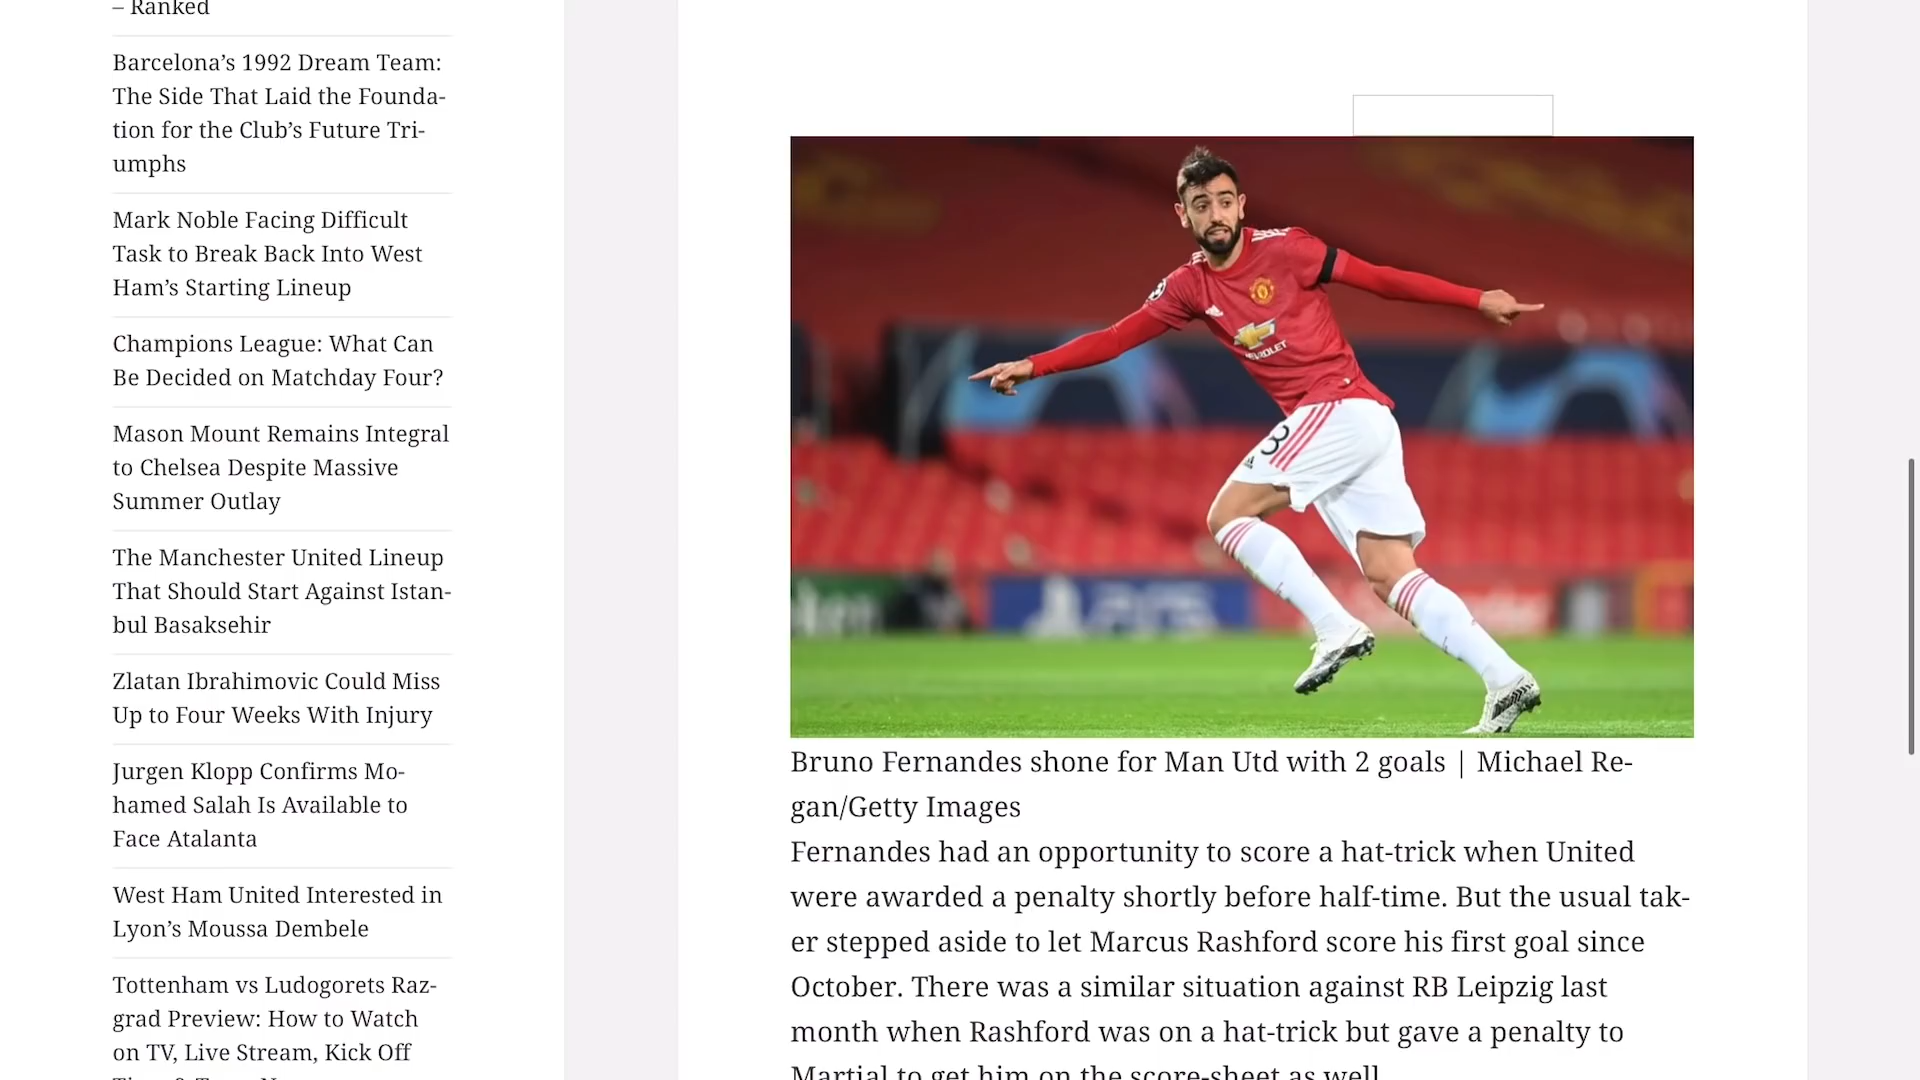 – Ranked
Barcelona’s 1992 Dream Team:
The Side That Laid the Founda-
tion for the Club’s Future Tri-
umphs
Mark Noble Facing Difficult
Task to Break Back Into West
Ham’s Starting Lineup
Champions League: What Can
Be Decided on Matchday Four?
Mason Mount Remains Integral
to Chelsea Despite Massive
Summer Outlay
The Manchester United Lineup
That Should Start Against Istan-
bul Basaksehir
Zlatan Ibrahimovic Could Miss
Up to Four Weeks With Injury
Jurgen Klopp Confirms Mo-
hamed Salah Is Available to
Face Atalanta
West Ham United Interested in
Lyon’s Moussa Dembele
Tottenham vs Ludogorets Raz-
grad Preview: How to Watch
on TV, Live Stream, Kick Off
CHEVROLET
8
PS5
Bruno Fernandes shone for Man Utd with 2 goals | Michael Re-
gan/Getty Images
Fernandes had an opportunity to score a hat-trick when United
were awarded a penalty shortly before half-time. But the usual tak-
er stepped aside to let Marcus Rashford score his first goal since
October. There was a similar situation against RB Leipzig last
month when Rashford was on a hat-trick but gave a penalty to
Martial to get him on the score-sheet as well.